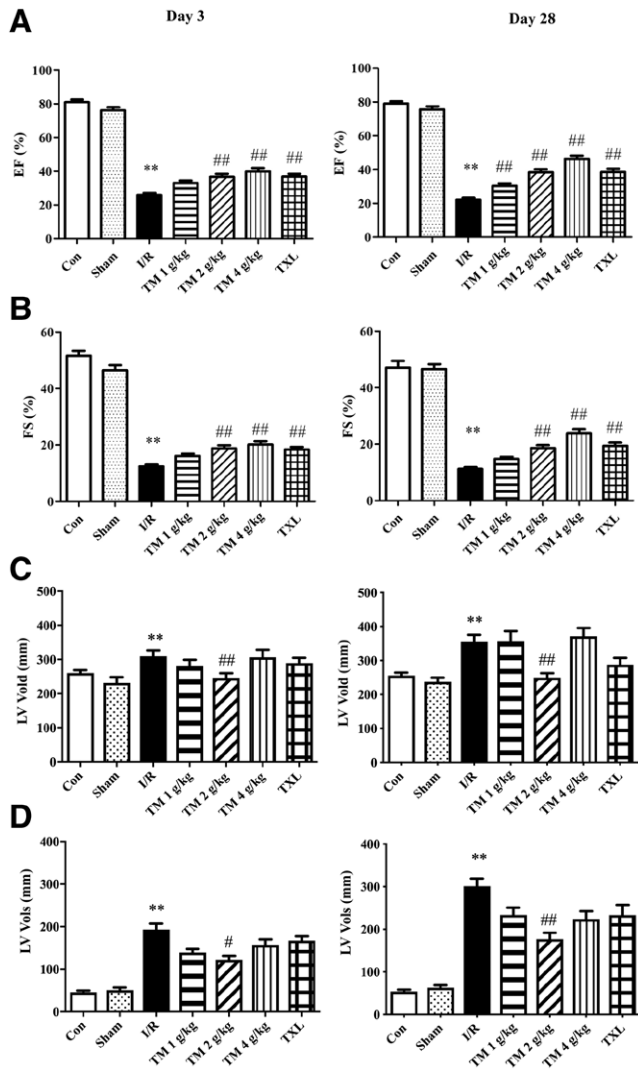 A
Day 3
Day 28
EF (%)
100
80
60
40
20
0
**
##
##
##
Con
Sham
I/R
TM 1 g/kg
TM 2 g/kg
TM 4 g/kg
TXL
EF (%)
100
80
60
40
20
0
**
##
##
##
##
Con
Sham
I/R
TM 1 g/kg
TM 2 g/kg
TM 4 g/kg
TXL
B
FS (%)
60
40
20
0
**
##
##
##
Con
Sham
I/R
TM 1 g/kg
TM 2 g/kg
TM 4 g/kg
TXL
FS (%)
60
40
20
0
**
##
##
##
Con
Sham
I/R
TM 1 g/kg
TM 2 g/kg
TM 4 g/kg
TXL
C
LV Vold (mm)
500
400
300
200
100
0
**
##
Con
Sham
I/R
TM 1 g/kg
TM 2 g/kg
TM 4 g/kg
TXL
LV Vold (mm)
500
400
300
200
100
0
**
##
Con
Sham
I/R
TM 1 g/kg
TM 2 g/kg
TM 4 g/kg
TXL
D
LV Vols (mm)
400
300
200
100
0
**
#
Con
Sham
I/R
TM 1 g/kg
TM 2 g/kg
TM 4 g/kg
TXL
LV Vols (mm)
400
300
200
100
0
**
##
Con
Sham
I/R
TM 1 g/kg
TM 2 g/kg
TM 4 g/kg
TXL